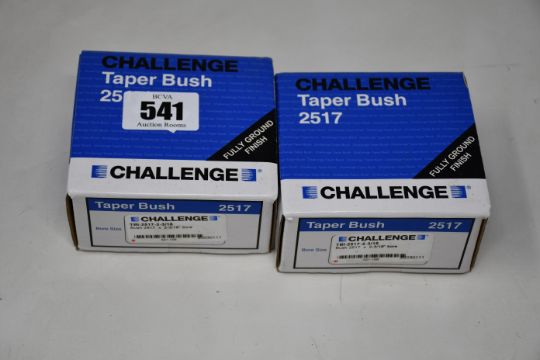 CHALLENGE
Taper Bush
25
BCVA
541
Auction Rooms
FULLY GROUND
FINISH
CHALLENGE
Taper Bush 2517
Bore Size
CHALLENGE
CHALLENGE
Taper Bush
2517
FULLY GROUND
FINISH
CHALLENGE
Taper Bush 2517
Bore Size
CHALLENGE